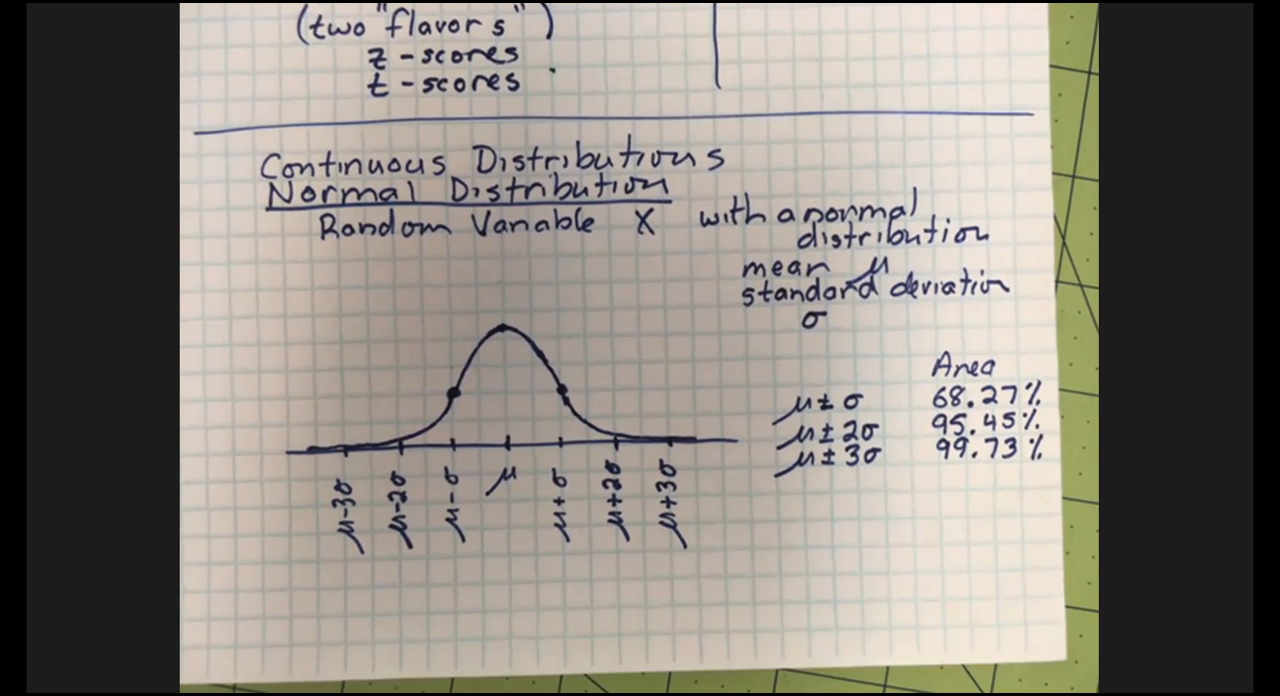 (two "flavors")
z - scores
t - scores
Continuous Distributions
Normal Distribution
Random Variable X with a normal
distribution
mean μ
standard deviation
σ
Area
μ ± σ 68.27%
μ ± 2σ 95.45%
μ ± 3σ 99.73%
μ-3σ μ-2σ μ-σ μ μ+σ μ+2σ μ+3σ